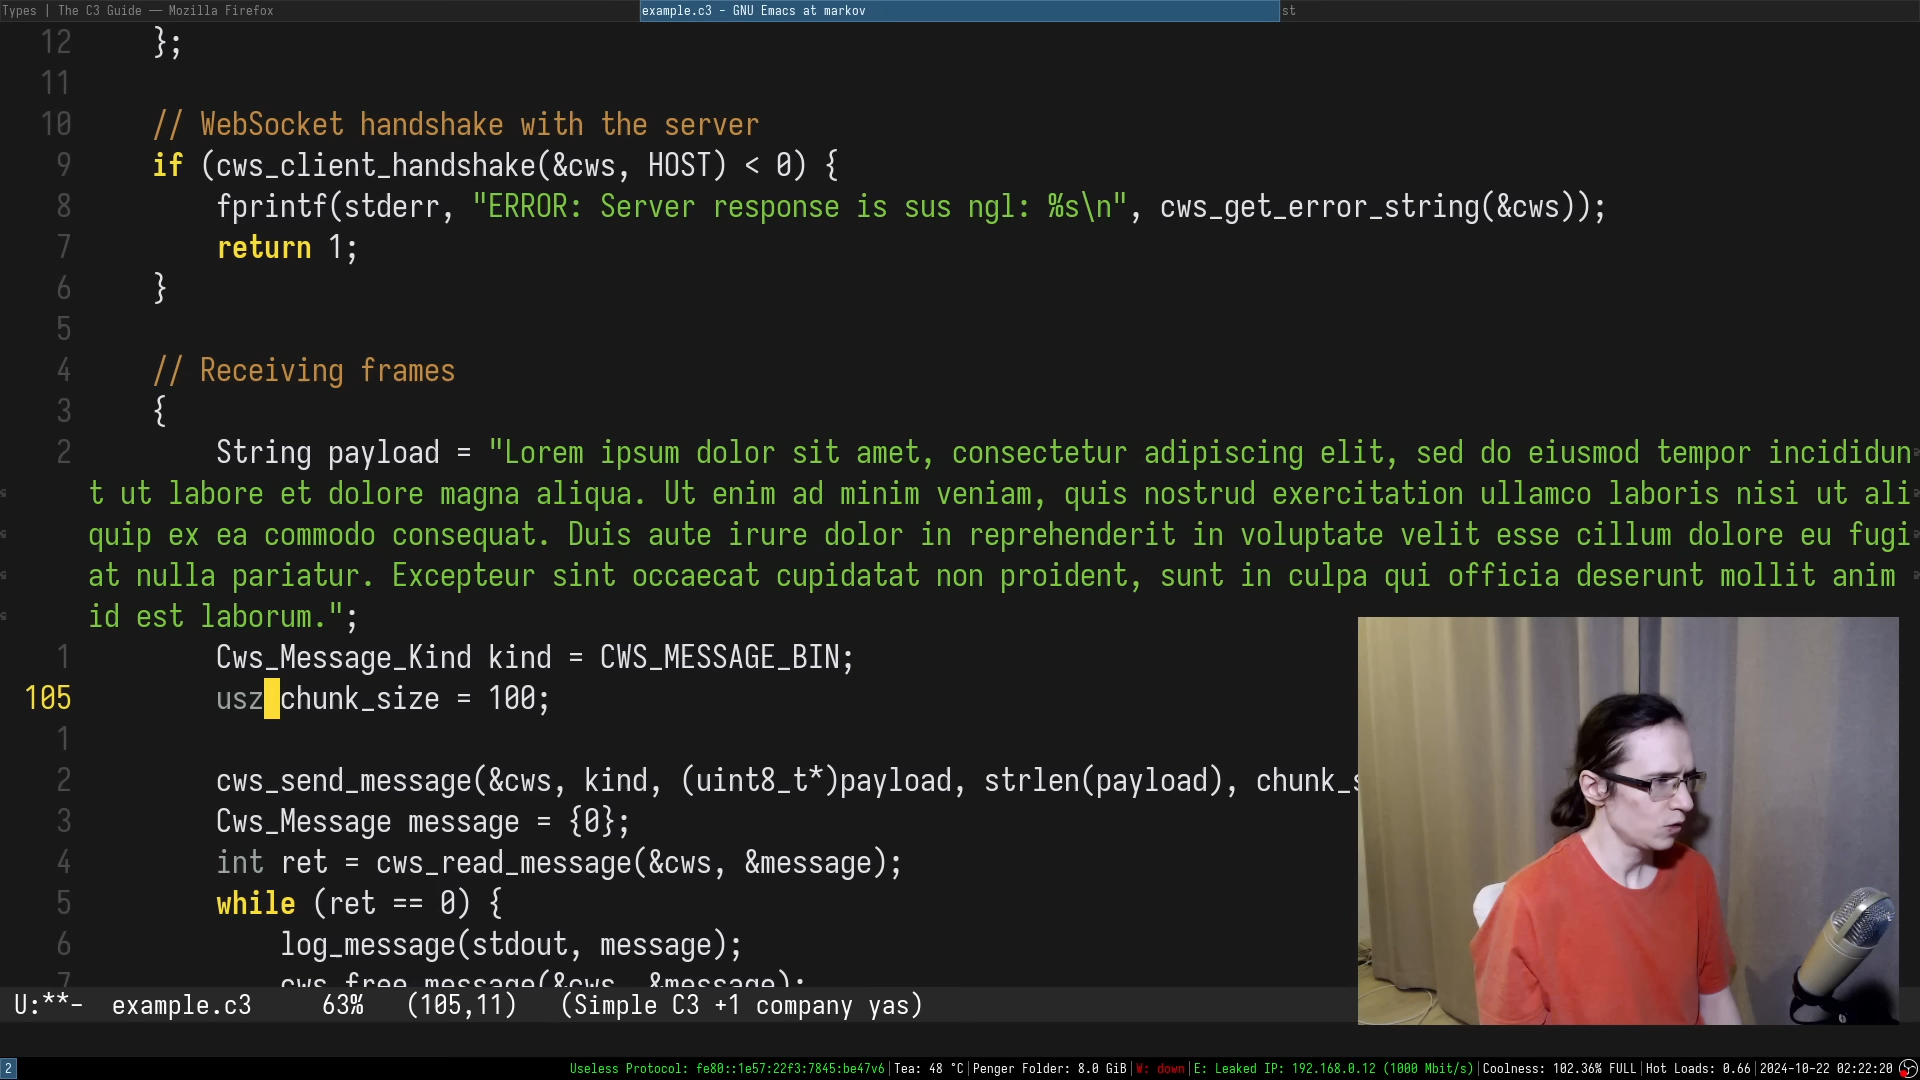 Types | The C3 Guide — Mozilla Firefox
example.c3 - GNU Emacs at markov
st
12 };
11
10 // WebSocket handshake with the server
9 if (cws_client_handshake(&cws, HOST) < 0) {
8 fprintf(stderr, "ERROR: Server response is sus ngl: %s\n", cws_get_error_string(&cws));
7 return 1;
6 }
5
4 // Receiving frames
3 {
2 String payload = "Lorem ipsum dolor sit amet, consectetur adipiscing elit, sed do eiusmod tempor incididun
t ut labore et dolore magna aliqua. Ut enim ad minim veniam, quis nostrud exercitation ullamco laboris nisi ut ali
quip ex ea commodo consequat. Duis aute irure dolor in reprehenderit in voluptate velit esse cillum dolore eu fugi
at nulla pariatur. Excepteur sint occaecat cupidatat non proident, sunt in culpa qui officia deserunt mollit anim
id est laborum.";
1 Cws_Message_Kind kind = CWS_MESSAGE_BIN;
105 usz chunk_size = 100;
1
2 cws_send_message(&cws, kind, (uint8_t*)payload, strlen(payload), chunk_s
3 Cws_Message message = {0};
4 int ret = cws_read_message(&cws, &message);
5 while (ret == 0) {
6 log_message(stdout, message);
7 cws_free_message(&cws, &message);
U:**- example.c3 63% (105,11) (Simple C3 +1 company yas)
2
Useless Protocol: fe80::1e57:22f3:7845:be47v6|Tea: 48 °C|Penger Folder: 8.0 GiB|W: down|E: Leaked IP: 192.168.0.12 (1000 Mbit/s)|Coolness: 102.36% FULL|Hot Loads: 0.66|2024-10-22 02:22:20